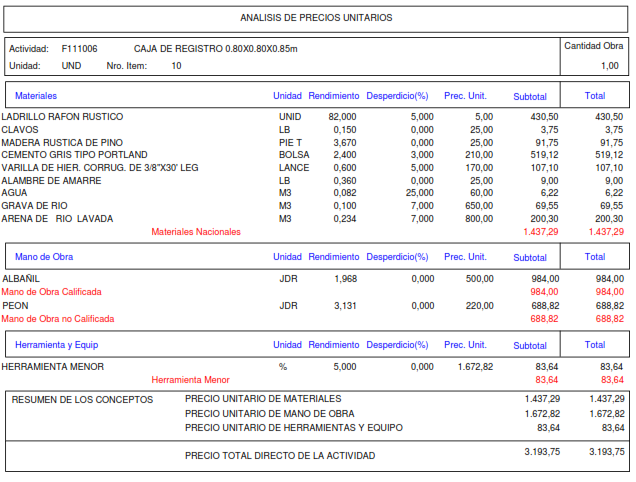 ANALISIS DE PRECIOS UNITARIOS
Actividad: F111006 CAJA DE REGISTRO 0.80X0.80X0.85m Cantidad Obra
Unidad: UND Nro. Item: 10 1,00
Materiales Unidad Rendimiento Desperdicio(%) Prec. Unit. Subtotal Total
LADRILLO RAFON RUSTICO UNID 82,000 5,000 5,00 430,50 430,50
CLAVOS LB 0,150 0,000 25,00 3,75 3,75
MADERA RUSTICA DE PINO PIE T 3,670 0,000 25,00 91,75 91,75
CEMENTO GRIS TIPO PORTLAND BOLSA 2,400 3,000 210,00 519,12 519,12
VARILLA DE HIER. CORRUG. DE 3/8"X30' LEG LANCE 0,600 5,000 170,00 107,10 107,10
ALAMBRE DE AMARRE LB 0,360 0,000 25,00 9,00 9,00
AGUA M3 0,082 25,000 60,00 6,22 6,22
GRAVA DE RIO M3 0,100 7,000 650,00 69,55 69,55
ARENA DE RIO LAVADA M3 0,234 7,000 800,00 200,30 200,30
Materiales Nacionales 1.437,29 1.437,29
Mano de Obra Unidad Rendimiento Desperdicio(%) Prec. Unit. Subtotal Total
ALBAÑIL JDR 1,968 0,000 500,00 984,00 984,00
Mano de Obra Calificada 984,00 984,00
PEON JDR 3,131 0,000 220,00 688,82 688,82
Mano de Obra no Calificada 688,82 688,82
Herramienta y Equip Unidad Rendimiento Desperdicio(%) Prec. Unit. Subtotal Total
HERRAMIENTA MENOR % 5,000 0,000 1.672,82 83,64 83,64
Herramienta Menor 83,64 83,64
RESUMEN DE LOS CONCEPTOS PRECIO UNITARIO DE MATERIALES 1.437,29 1.437,29
PRECIO UNITARIO DE MANO DE OBRA 1.672,82 1.672,82
PRECIO UNITARIO DE HERRAMIENTAS Y EQUIPO 83,64 83,64
PRECIO TOTAL DIRECTO DE LA ACTIVIDAD 3.193,75 3.193,75